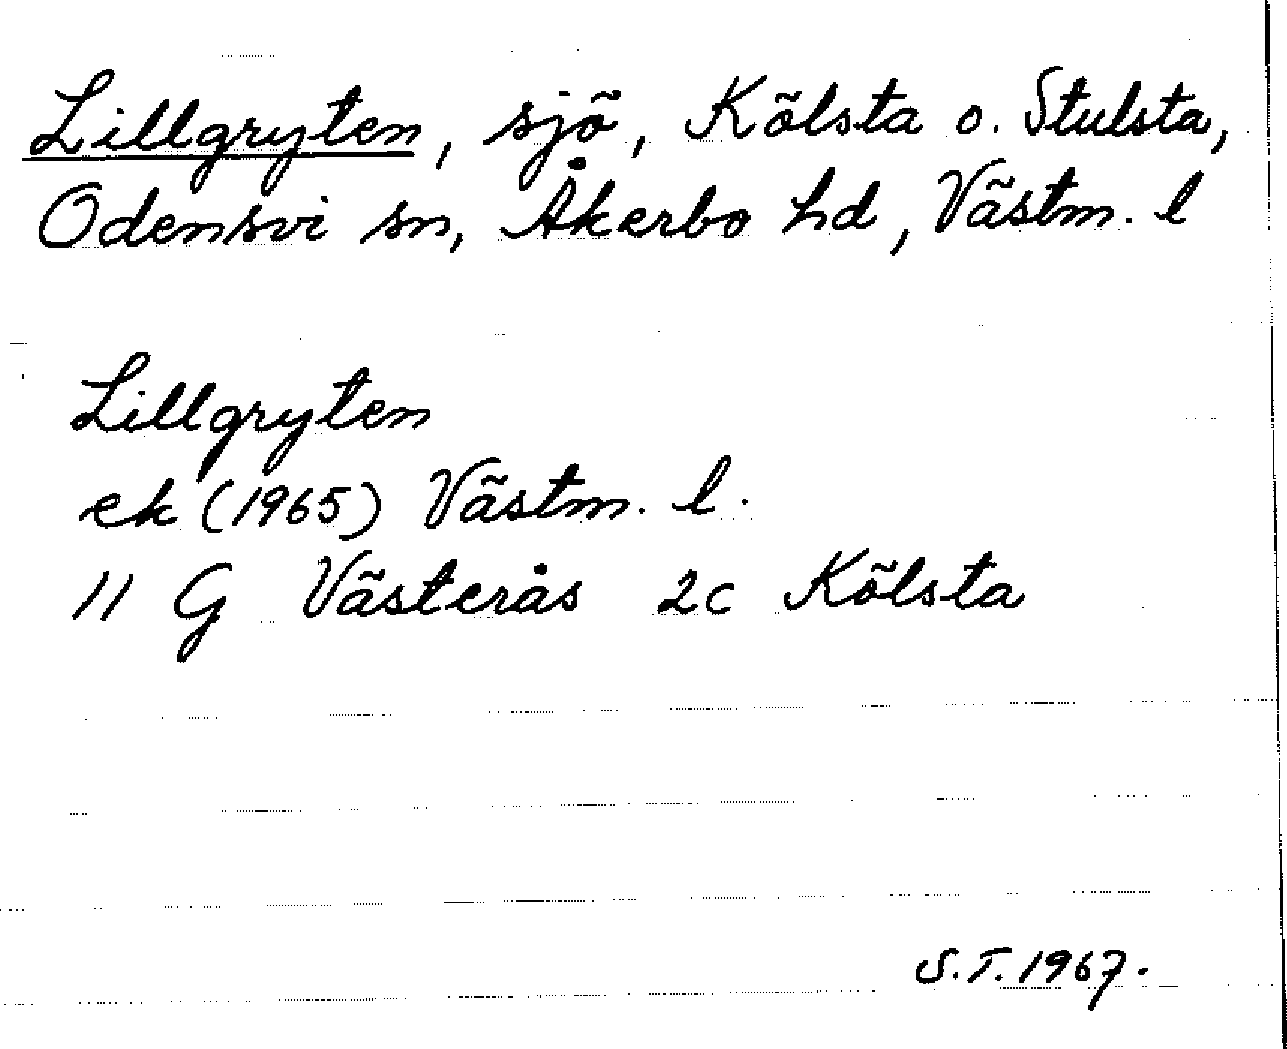 Lillgryten, sjö, Kölsta o. Stulsta,
Odensvi sn, Åkerbo hd, Västm. l
Lillgryten
ek (1965) Västm. l.
11 G Västerås 2c Kölsta
S.T. 1967.